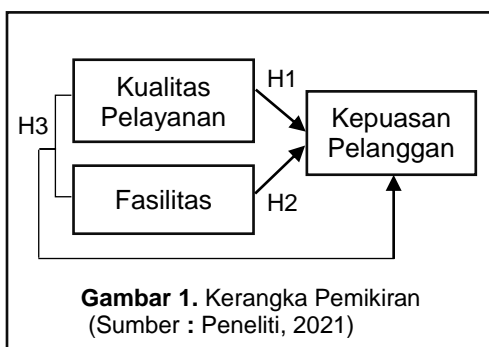 Kualitas
Pelayanan
H1
Kepuasan
Pelanggan
H3
Fasilitas
H2
Gambar 1. Kerangka Pemikiran
(Sumber : Peneliti, 2021)